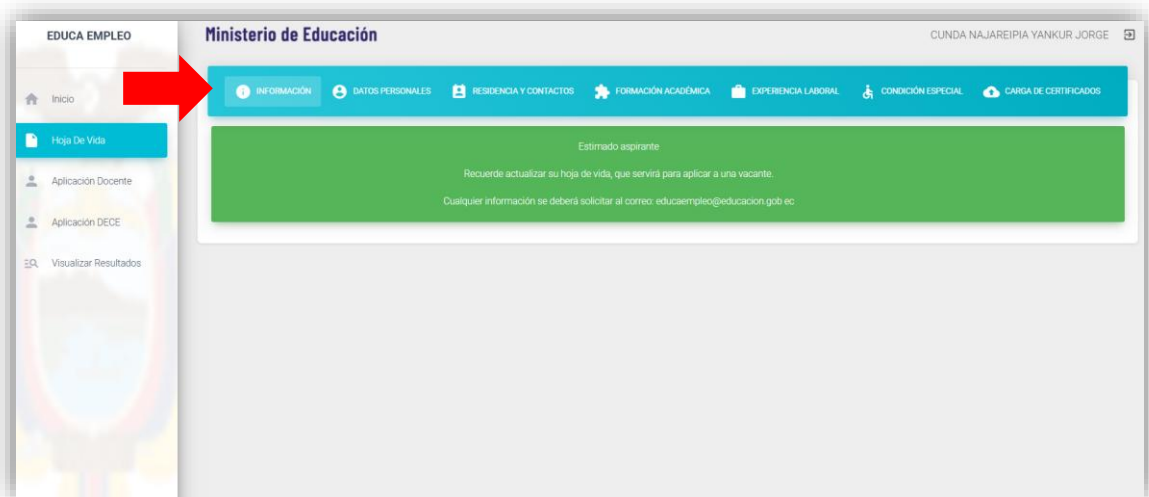 EDUCA EMPLEO
Ministerio de Educación
CUNDA NAJAREIPIA YANKUR JORGE
Inicio
Hoja De Vida
Aplicación Docente
Aplicación DECE
Visualizar Resultados
INFORMACIÓN
DATOS PERSONALES
RESIDENCIA Y CONTACTOS
FORMACIÓN ACADÉMICA
EXPERIENCIA LABORAL
CONDICIÓN ESPECIAL
CARGA DE CERTIFICADOS
Estimado aspirante
Recuerde actualizar su hoja de vida, que servirá para aplicar a una vacante.
Cualquier información se deberá solicitar al correo: educaempleo@educacion.gob.ec